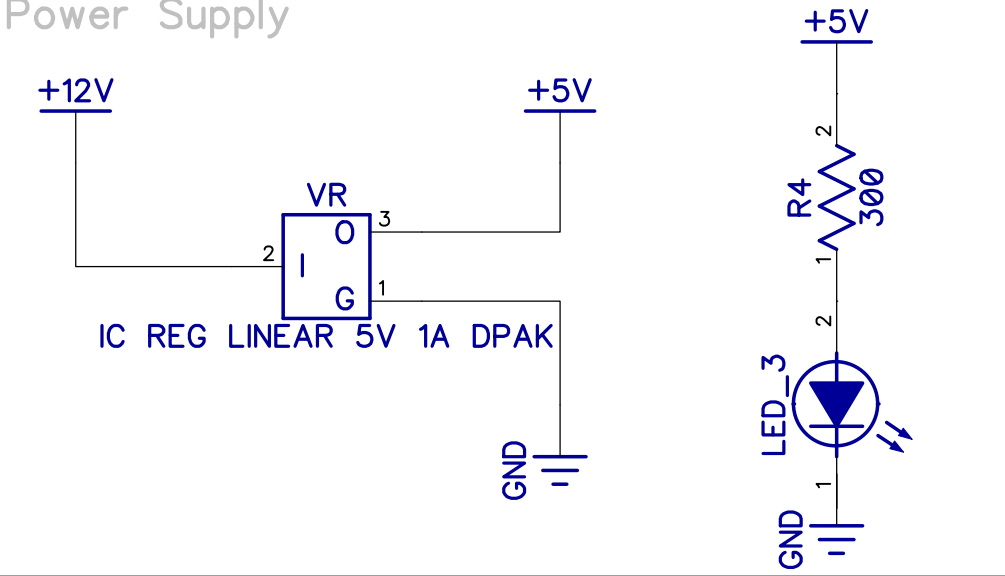 Power Supply
+12V
+5V
VR
O
3
2
I
G
1
IC REG LINEAR 5V 1A DPAK
GND
+5V
2
R4
300
1
2
LED_3
1
GND